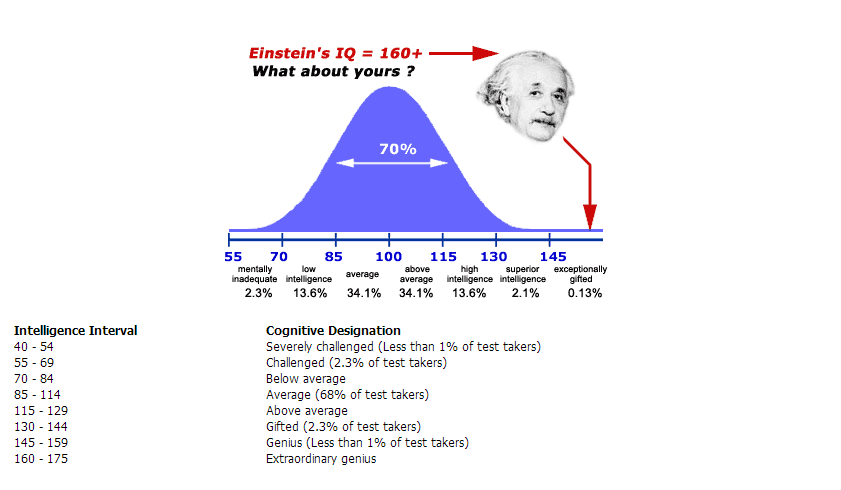 Einstein's IQ = 160+
What about yours ?
70%
55 70 85 100 115 130 145
mentally inadequate low intelligence average above average high intelligence superior intelligence exceptionally gifted
2.3% 13.6% 34.1% 34.1% 13.6% 2.1% 0.13%
Intelligence Interval Cognitive Designation
40 - 54 Severely challenged (Less than 1% of test takers)
55 - 69 Challenged (2.3% of test takers)
70 - 84 Below average
85 - 114 Average (68% of test takers)
115 - 129 Above average
130 - 144 Gifted (2.3% of test takers)
145 - 159 Genius (Less than 1% of test takers)
160 - 175 Extraordinary genius